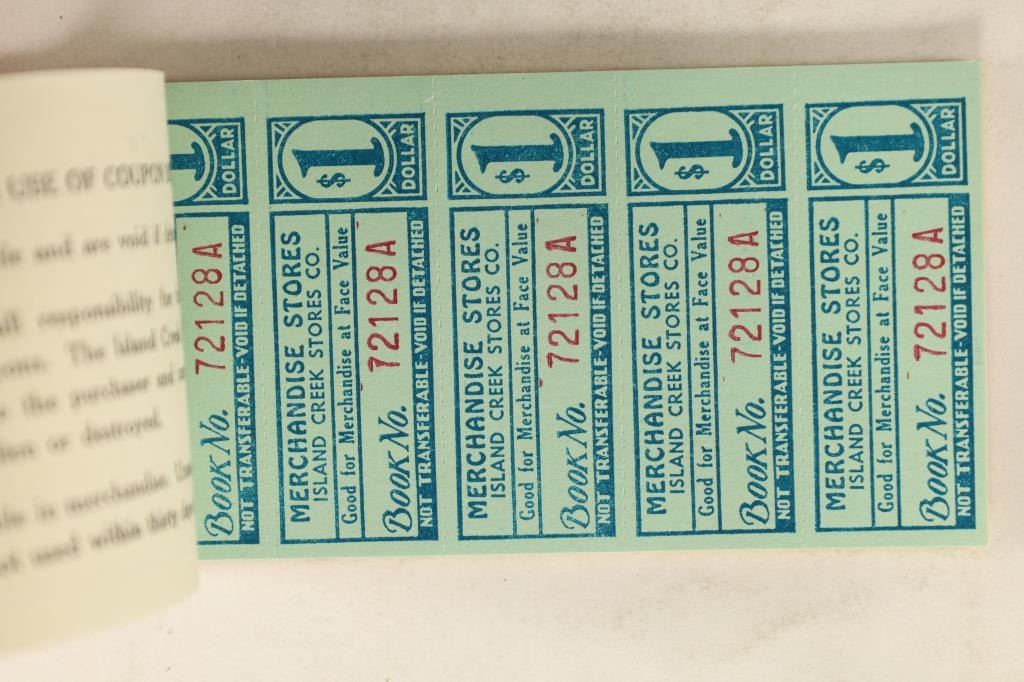 USE OF COUPON
and are void if
responsibility for
The Island Creek
the purchaser and
or destroyed.
in merchandise.
used within thirty
1
DOLLAR
Book No. 72128A
NOT TRANSFERABLE-VOID IF DETACHED
$1
DOLLAR
MERCHANDISE STORES
ISLAND CREEK STORES CO.
Good for Merchandise at Face Value
Book No. 72128A
NOT TRANSFERABLE-VOID IF DETACHED
$1
DOLLAR
MERCHANDISE STORES
ISLAND CREEK STORES CO.
Good for Merchandise at Face Value
Book No. 72128A
NOT TRANSFERABLE-VOID IF DETACHED
$1
DOLLAR
MERCHANDISE STORES
ISLAND CREEK STORES CO.
Good for Merchandise at Face Value
Book No. 72128A
NOT TRANSFERABLE-VOID IF DETACHED
$1
DOLLAR
MERCHANDISE STORES
ISLAND CREEK STORES CO.
Good for Merchandise at Face Value
Book No. 72128A
NOT TRANSFERABLE-VOID IF DETACHED